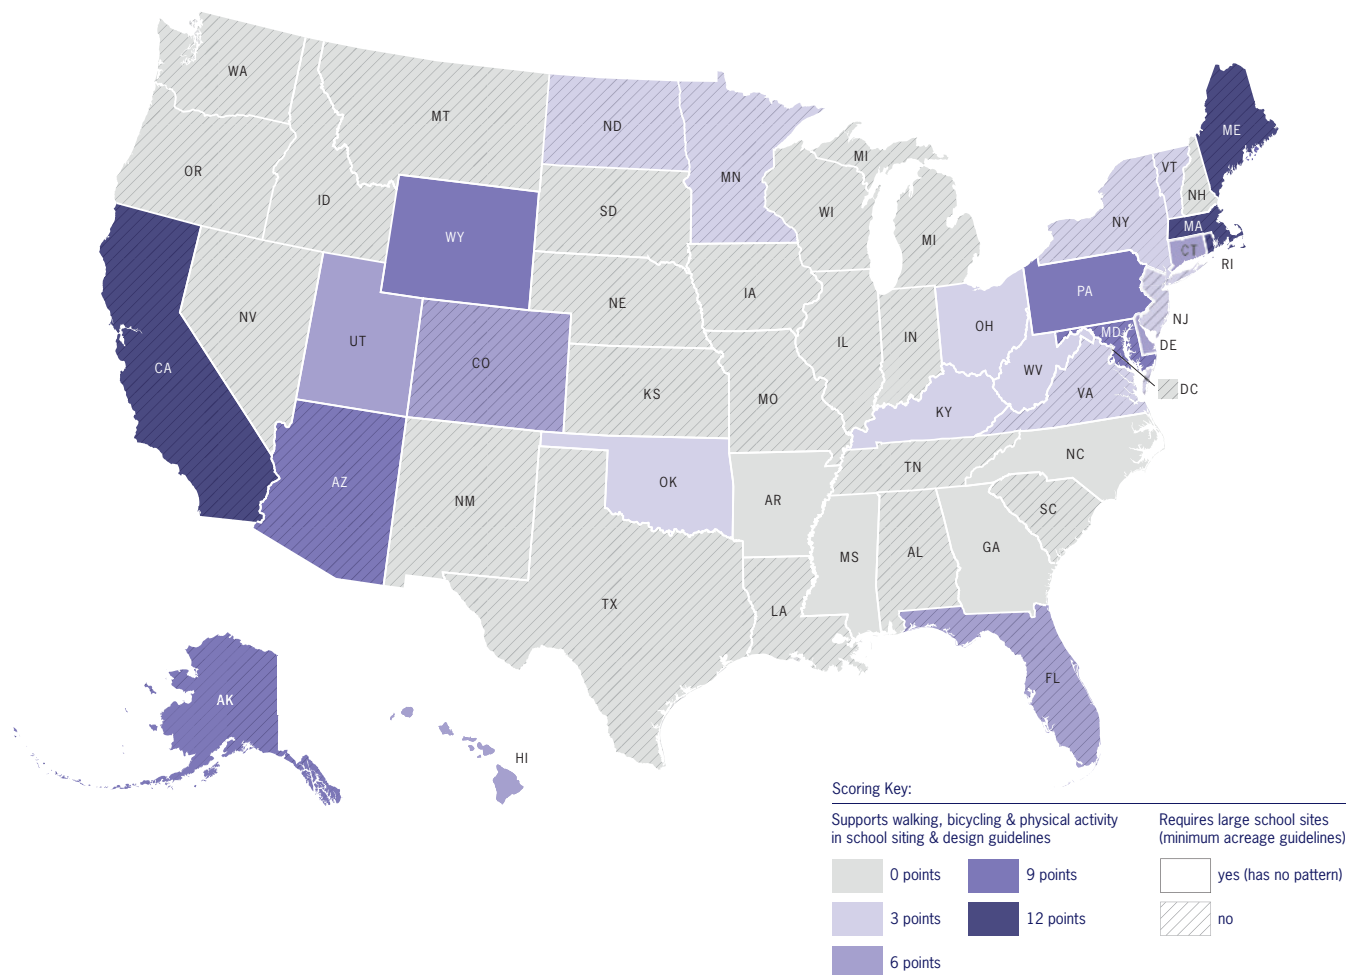 WA
MT
ND
ME
OR
ID
MN
MI
VT
NH
WY
SD
WI
NY
MA
MI
CT
RI
NV
NE
IA
PA
NJ
UT
CO
IL
IN
OH
MD
DE
CA
KS
MO
WV
VA
DC
KY
AZ
NM
OK
AR
TN
NC
SC
TX
LA
MS
AL
GA
FL
AK
HI
Scoring Key:
Supports walking, bicycling & physical activity
in school siting & design guidelines
0 points
3 points
6 points
9 points
12 points
Requires large school sites
(minimum acreage guidelines)
yes (has no pattern)
no